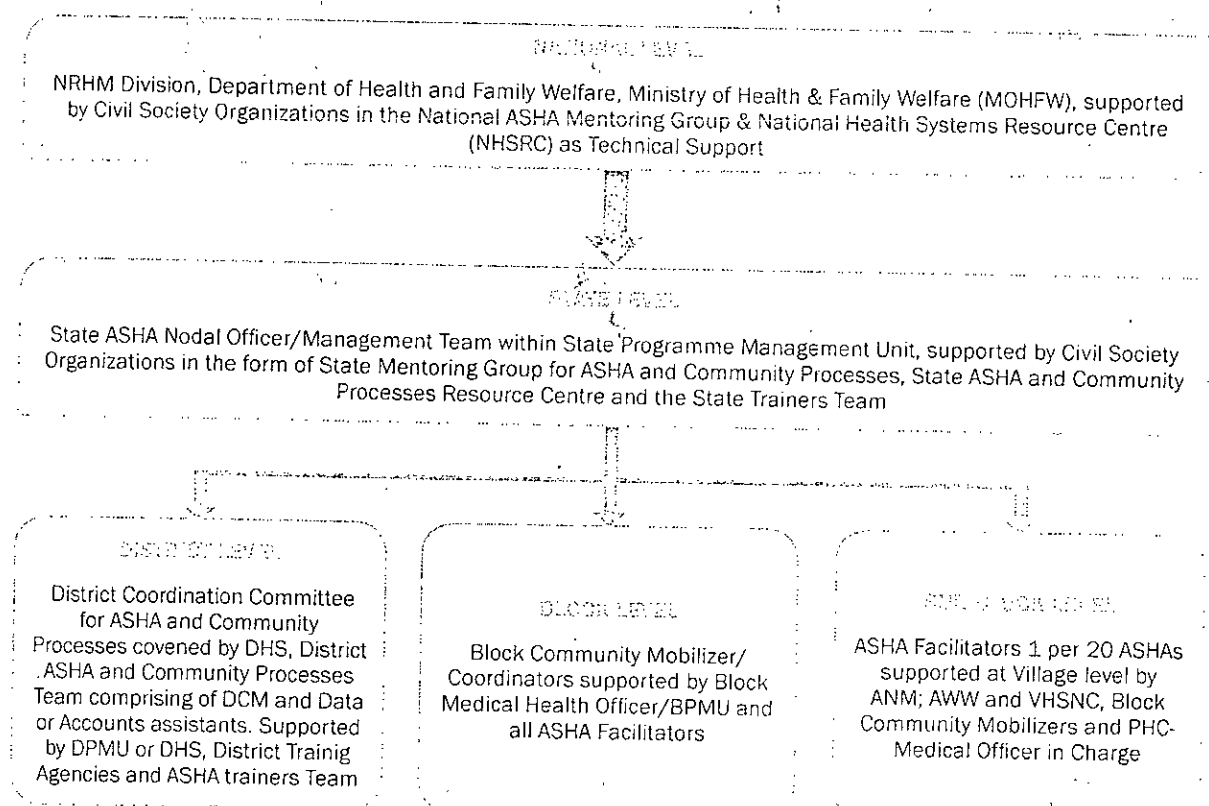 NATIONAL LEVEL
NRHM Division, Department of Health and Family Welfare, Ministry of Health & Family Welfare (MOHFW), supported
by Civil Society Organizations in the National ASHA Mentoring Group & National Health Systems Resource Centre
(NHSRC) as Technical Support
STATE LEVEL
State ASHA Nodal Officer/Management Team within State Programme Management Unit, supported by Civil Society
Organizations in the form of State Mentoring Group for ASHA and Community Processes, State ASHA and Community
Processes Resource Centre and the State Trainers Team
DISTRICT LEVEL
District Coordination Committee
for ASHA and Community
Processes covened by DHS, District
ASHA and Community Processes
Team comprising of DCM and Data
or Accounts assistants. Supported
by DPMU or DHS, District Trainig
Agencies and ASHA trainers Team
BLOCK LEVEL
Block Community Mobilizer/
Coordinators supported by Block
Medical Health Officer/BPMU and
all ASHA Facilitators
LEVEL
ASHA Facilitators 1 per 20 ASHAs
supported at Village level by
ANM; AWW and VHSNC, Block
Community Mobilizers and PHC-
Medical Officer in Charge